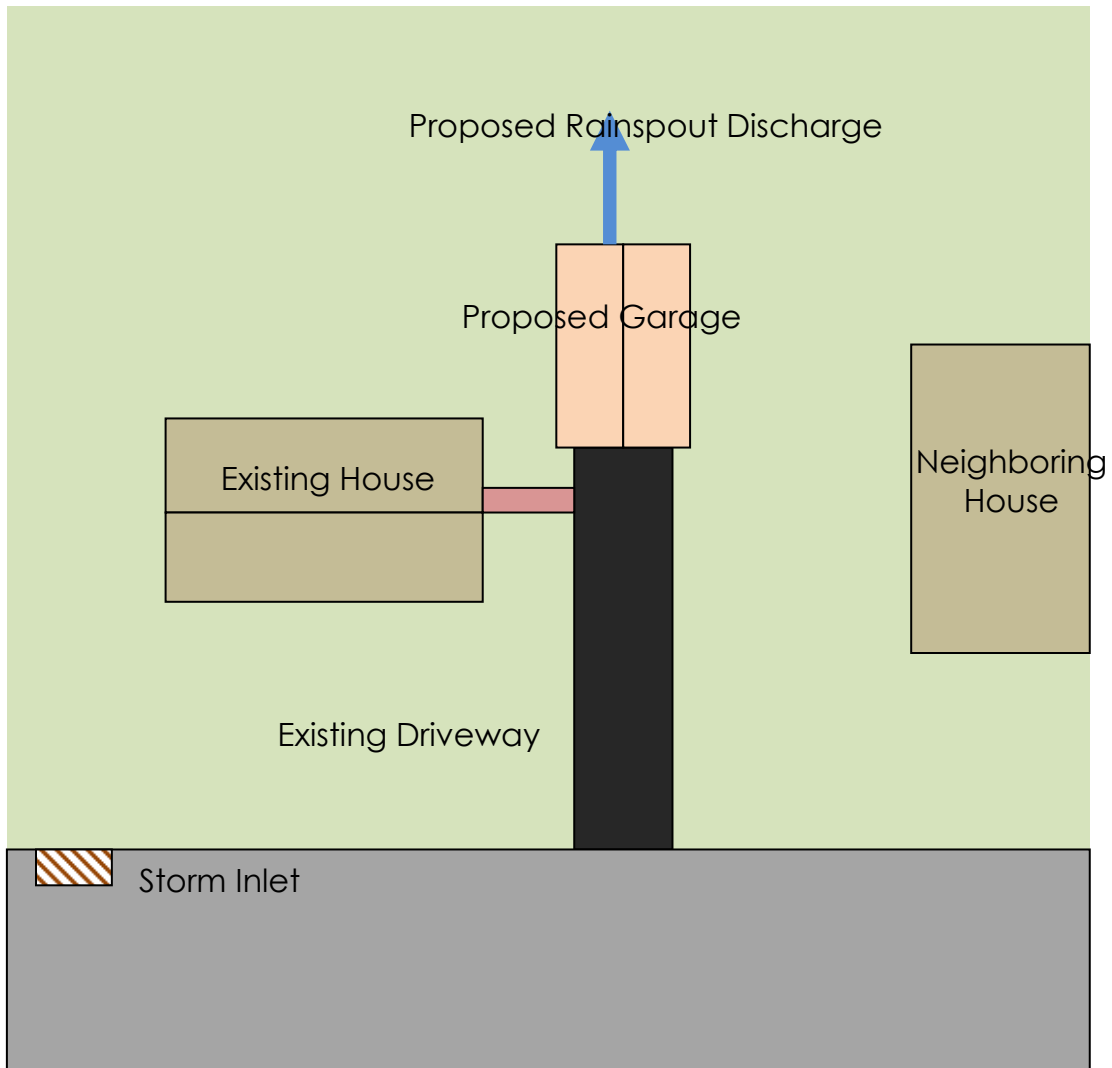 Proposed Rainspout Discharge
Proposed Garage
Existing House
Neighboring
House
Existing Driveway
Storm Inlet